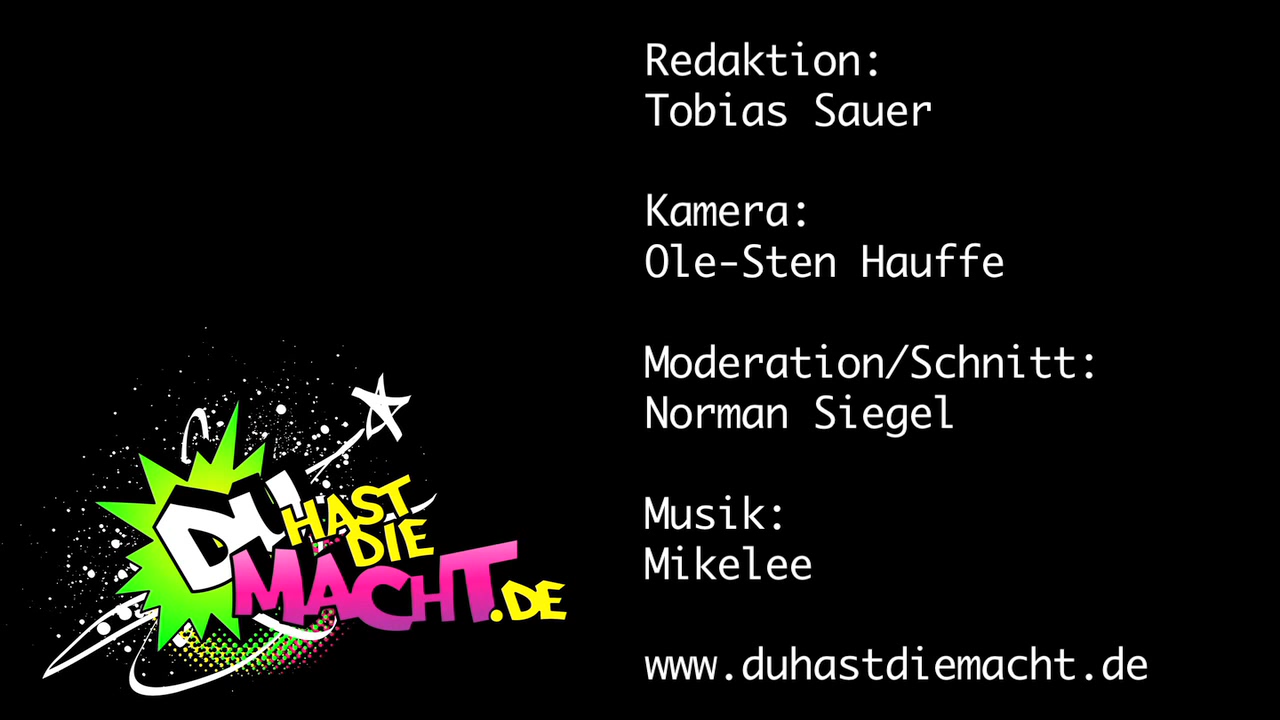 Redaktion:
Tobias Sauer
Kamera:
Ole-Sten Hauffe
Moderation/Schnitt:
Norman Siegel
Musik:
Mikelee
www.duhastdiemacht.de
DU
HAST
DIE
MACHT.DE